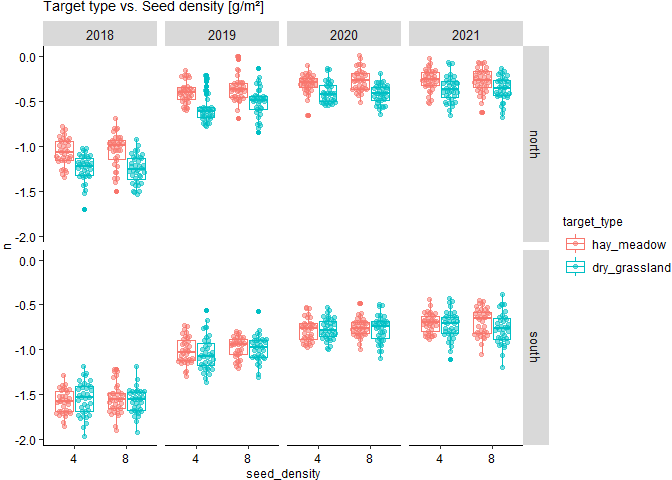 Target type vs. Seed density [g/m²]
2018 2019 2020 2021
0.0
-0.5
-1.0
-1.5
-2.0
north
n
0.0
-0.5
-1.0
-1.5
-2.0
south
4 8 4 8 4 8 4 8
seed_density
target_type
hay_meadow
dry_grassland